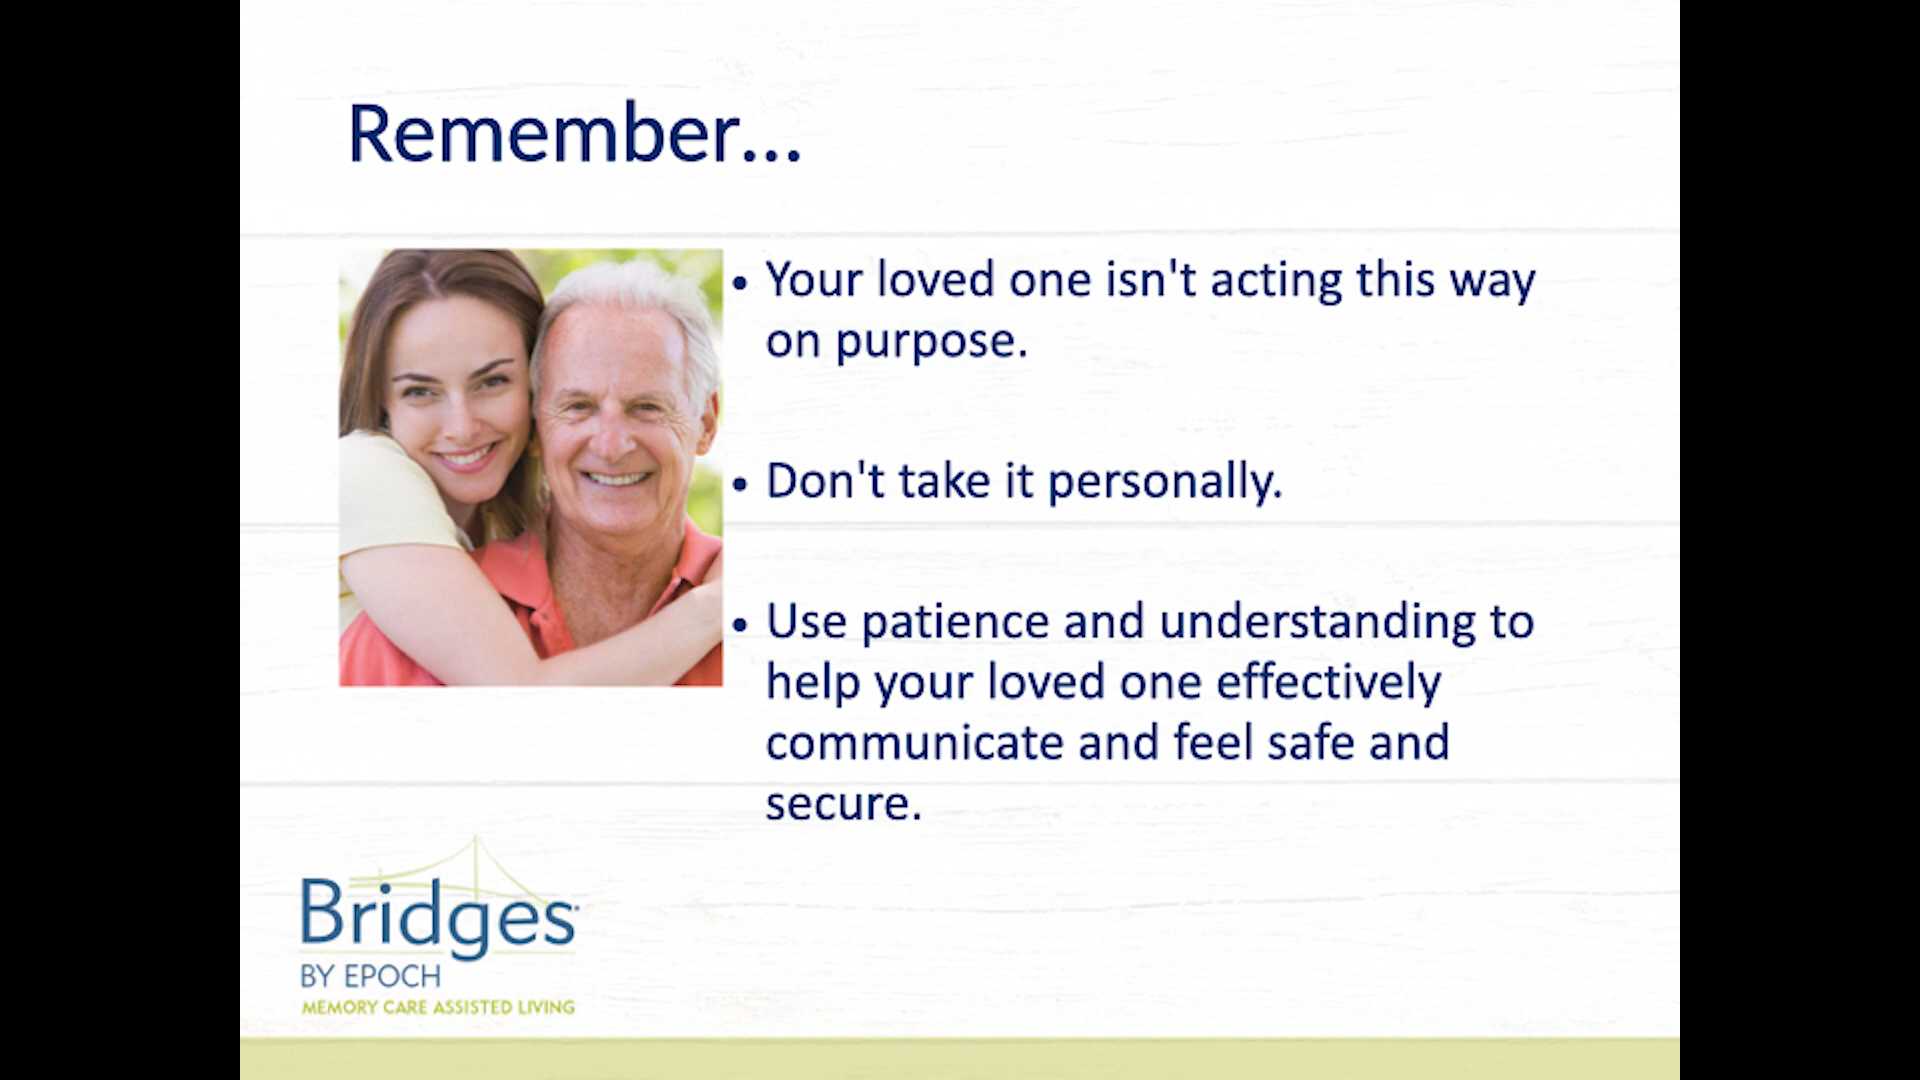 Remember...
• Your loved one isn't acting this way
on purpose.
• Don't take it personally.
• Use patience and understanding to
help your loved one effectively
communicate and feel safe and
secure.
Bridges
BY EPOCH
MEMORY CARE ASSISTED LIVING